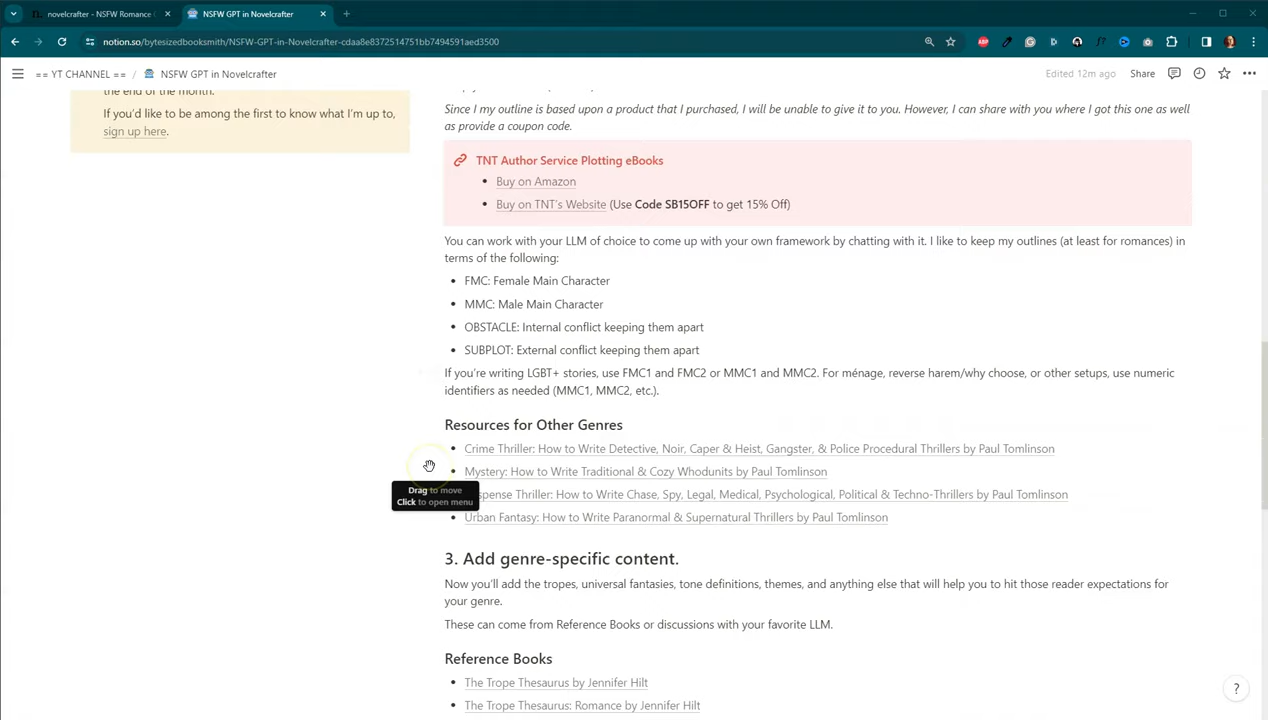 novelcrafter - NSFW Romance
NSFW GPT in Novelcrafter
notion.so/bytesizedbooksmith/NSFW-GPT-in-Novelcrafter-cdaa8e8372514751bb7494591aed3500
== YT CHANNEL == / NSFW GPT in Novelcrafter
Edited 12m ago
Share
the end of the month.
If you'd like to be among the first to know what I'm up to,
sign up here.
Since I my outline is based upon a product that I purchased, I will be unable to give it to you. However, I can share with you where I got this one as well
as provide a coupon code.
TNT Author Service Plotting eBooks
• Buy on Amazon
• Buy on TNT's Website (Use Code SB15OFF to get 15% Off)
You can work with your LLM of choice to come up with your own framework by chatting with it. I like to keep my outlines (at least for romances) in
terms of the following:
• FMC: Female Main Character
• MMC: Male Main Character
• OBSTACLE: Internal conflict keeping them apart
• SUBPLOT: External conflict keeping them apart
If you're writing LGBT+ stories, use FMC1 and FMC2 or MMC1 and MMC2. For ménage, reverse harem/why choose, or other setups, use numeric
identifiers as needed (MMC1, MMC2, etc.).
Resources for Other Genres
• Crime Thriller: How to Write Detective, Noir, Caper & Heist, Gangster, & Police Procedural Thrillers by Paul Tomlinson
• Mystery: How to Write Traditional & Cozy Whodunits by Paul Tomlinson
Drag to move
Click to open menu
spense Thriller: How to Write Chase, Spy, Legal, Medical, Psychological, Political & Techno-Thrillers by Paul Tomlinson
• Urban Fantasy: How to Write Paranormal & Supernatural Thrillers by Paul Tomlinson
3. Add genre-specific content.
Now you'll add the tropes, universal fantasies, tone definitions, themes, and anything else that will help you to hit those reader expectations for
your genre.
These can come from Reference Books or discussions with your favorite LLM.
Reference Books
• The Trope Thesaurus by Jennifer Hilt
• The Trope Thesaurus: Romance by Jennifer Hilt
?